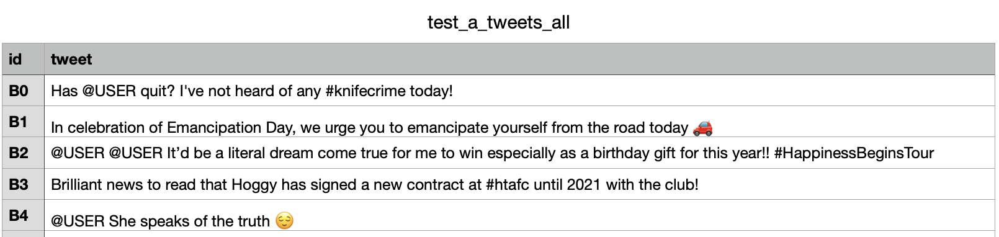 test_a_tweets_all
id tweet
B0 Has @USER quit? I've not heard of any #knifecrime today!
B1 In celebration of Emancipation Day, we urge you to emancipate yourself from the road today 🚗
B2 @USER @USER It’d be a literal dream come true for me to win especially as a birthday gift for this year!! #HappinessBeginsTour
B3 Brilliant news to read that Hoggy has signed a new contract at #htafc until 2021 with the club!
B4 @USER She speaks of the truth 😌